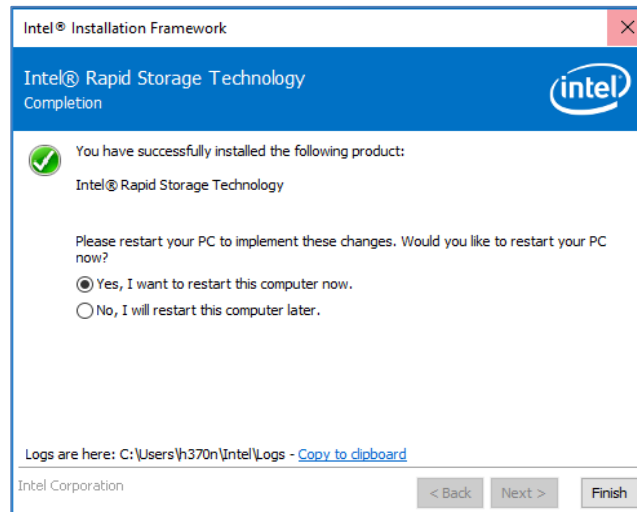 Intel® Installation Framework
Intel® Rapid Storage Technology
Completion
intel
You have successfully installed the following product:
Intel® Rapid Storage Technology
Please restart your PC to implement these changes. Would you like to restart your PC
now?
Yes, I want to restart this computer now.
No, I will restart this computer later.
Logs are here: C:\Users\h370n\Intel\Logs - Copy to clipboard
Intel Corporation
< Back Next > Finish